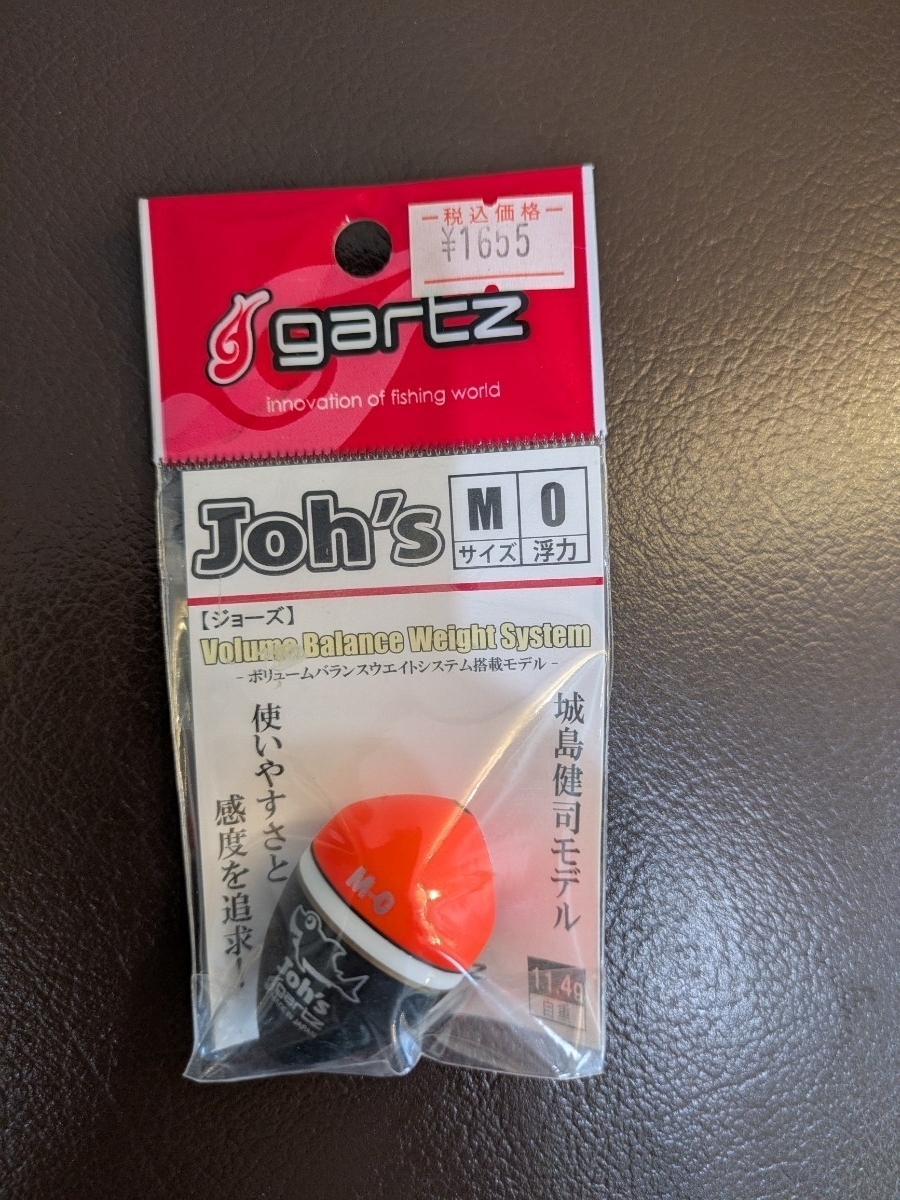 税込価格
¥1655
gartz
innovation of fishing world
Joh's
M 0
サイズ 浮力
【ジョーズ】
Volume Balance Weight System
- ボリュームバランスウエイトシステム搭載モデル -
城島健司モデル
使いやすさと
感度を追求!
M-0
Joh's
gartz
11.4g
自重